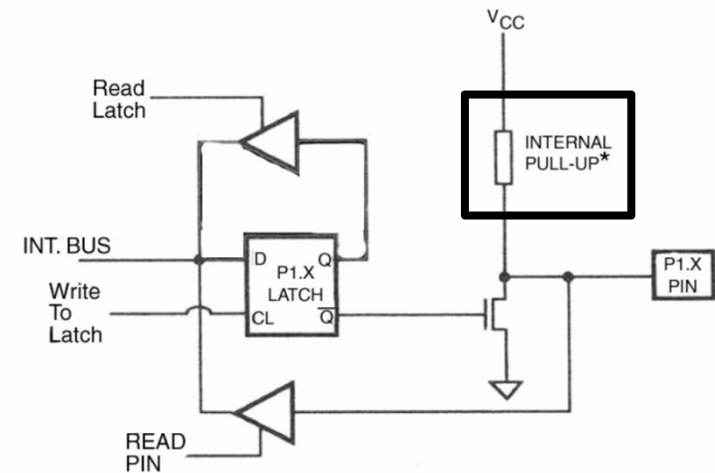 VCC
Read
Latch
INTERNAL
PULL-UP*
INT. BUS
D
Q
P1.X
LATCH
P1.X
PIN
Write
To
Latch
CL
Q̅
READ
PIN